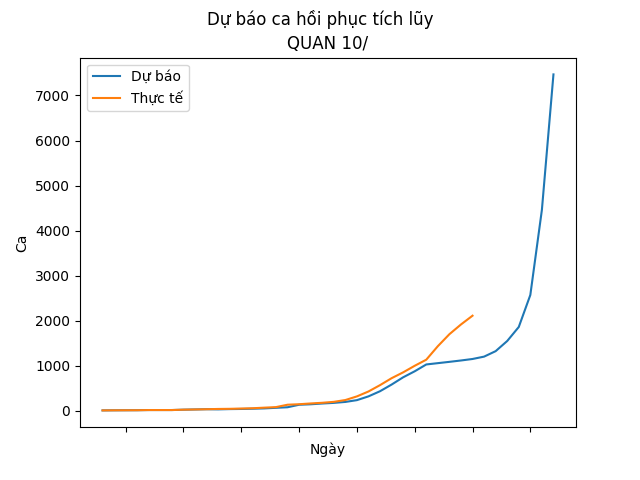 Dự báo ca hồi phục tích lũy
QUAN 10/
Dự báo
Thực tế
7000
6000
5000
4000
3000
2000
1000
0
Ca
Ngày